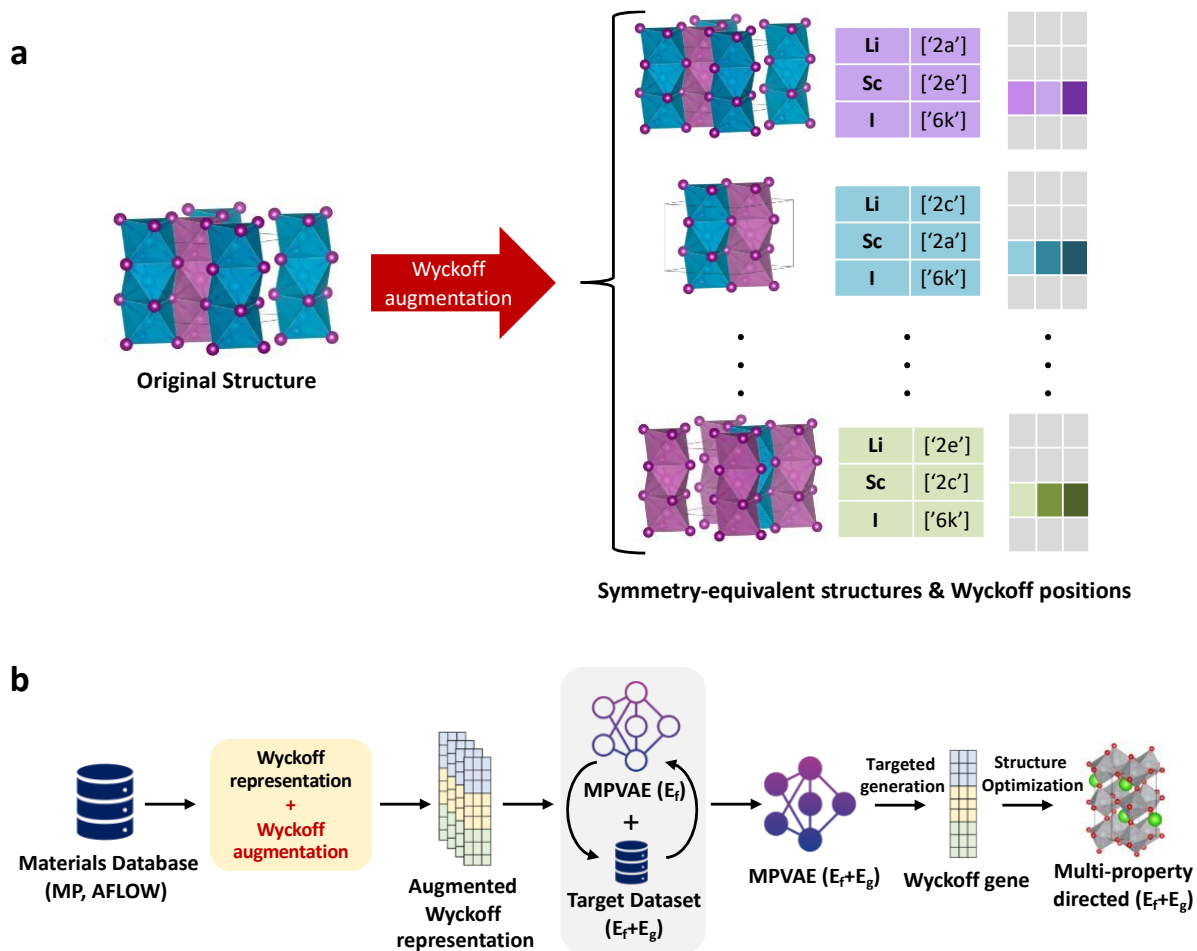 a
Li ['2a']
Sc ['2e']
I ['6k']
Li ['2c']
Sc ['2a']
I ['6k']
Wyckoff
augmentation
Original Structure
Li ['2e']
Sc ['2c']
I ['6k']
Symmetry-equivalent structures & Wyckoff positions
b
Materials Database
(MP, AFLOW)
Wyckoff
representation
+
Wyckoff
augmentation
Augmented
Wyckoff
representation
MPVAE (Ef)
+
Target Dataset
(Ef+Eg)
MPVAE (Ef+Eg)
Targeted
generation
Wyckoff gene
Structure
Optimization
Multi-property
directed (Ef+Eg)